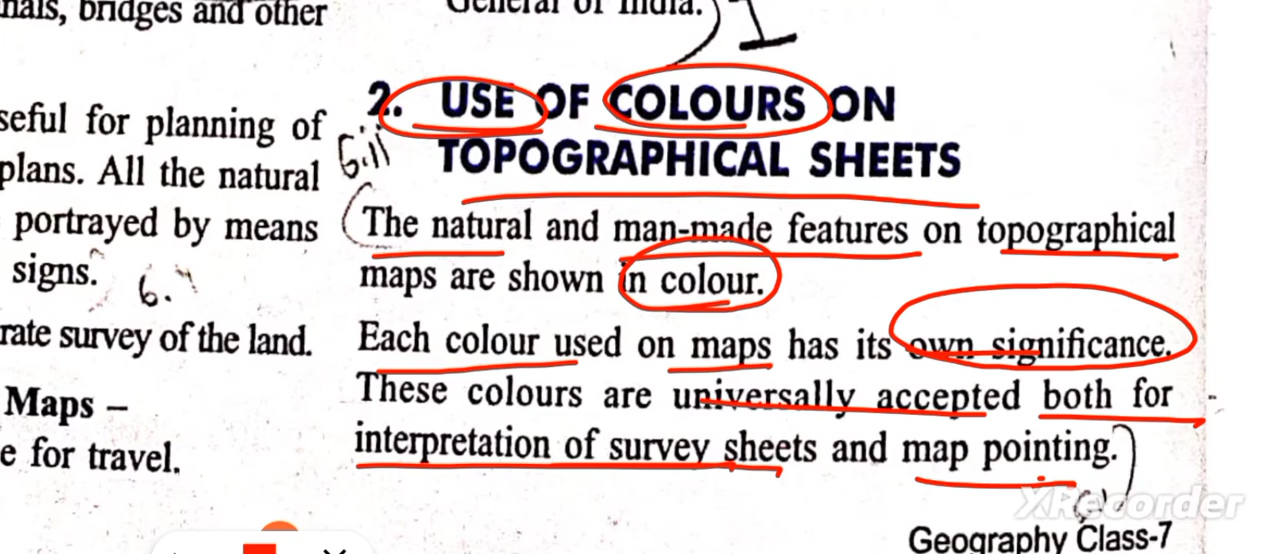 nals, bridges and other
seful for planning of
plans. All the natural
portrayed by means
signs.
6.
rate survey of the land.
Maps –
e for travel.
General of India.
I
2. USE OF COLOURS ON
TOPOGRAPHICAL SHEETS
The natural and man-made features on topographical
maps are shown in colour.
Each colour used on maps has its own significance.
These colours are universally accepted both for
interpretation of survey sheets and map pointing.
XRecorder
Geography Class-7